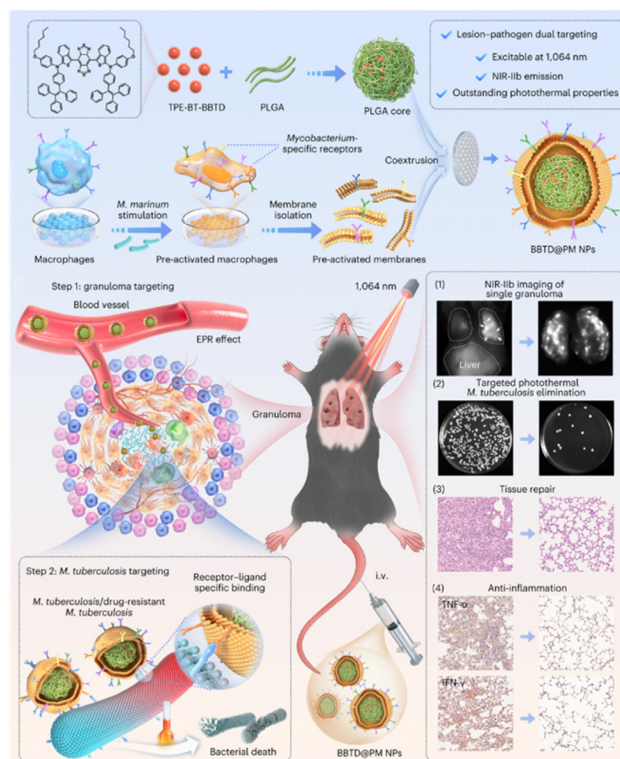 Lesion–pathogen dual targeting
Excitable at 1,064 nm
NIR-IIb emission
Outstanding photothermal properties
TPE-BT-BBTD
PLGA
PLGA core
Mycobacterium-
specific receptors
Coextrusion
M. marinum
stimulation
Membrane
isolation
Macrophages
Pre-activated macrophages
Pre-activated membranes
BBTD@PM NPs
Step 1: granuloma targeting
Blood vessel
EPR effect
Granuloma
1,064 nm
(1)
NIR-IIb imaging of
single granuloma
Liver
(2)
Targeted photothermal
M. tuberculosis elimination
(3)
Tissue repair
(4)
Anti-inflammation
TNF-α
IFN-γ
Step 2: M. tuberculosis targeting
Receptor–ligand
specific binding
M. tuberculosis/drug-resistant
M. tuberculosis
Bacterial death
i.v.
BBTD@PM NPs